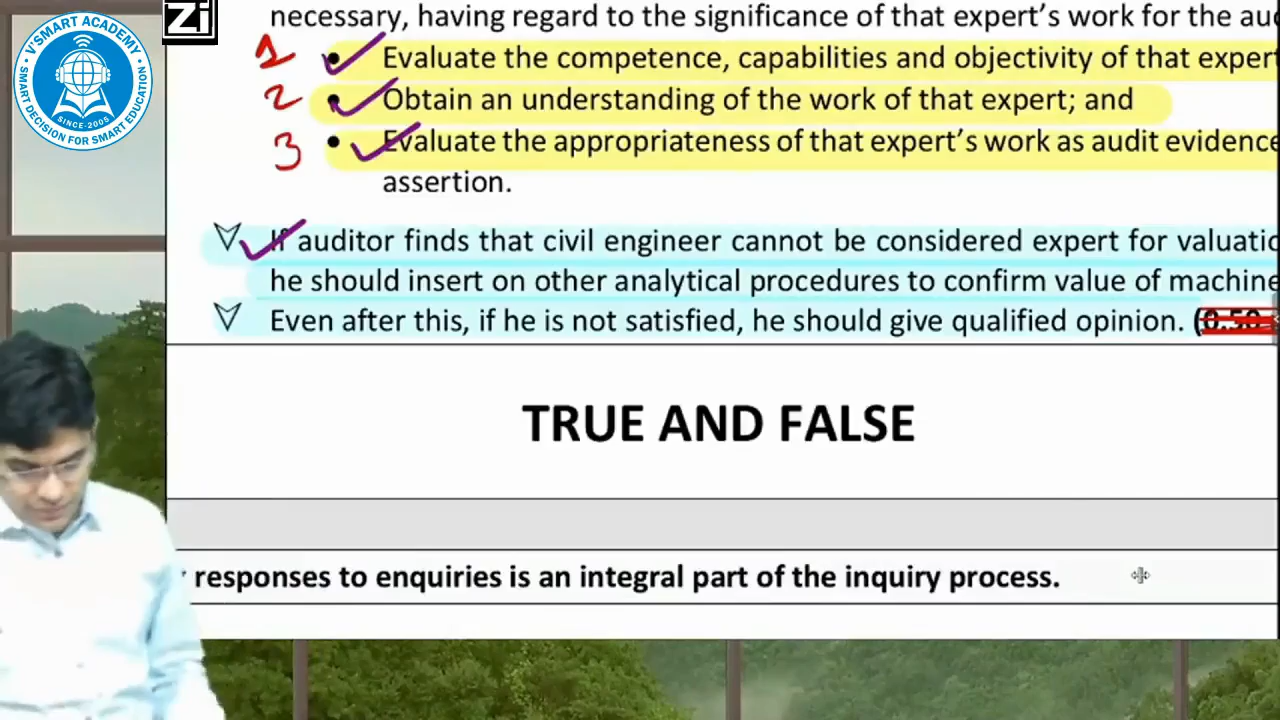 Zi
V'SMART ACADEMY
SINCE-2005
SMART DECISION FOR SMART EDUCATION
necessary, having regard to the significance of that expert's work for the
1 • Evaluate the competence, capabilities and objectivity of that
2 • Obtain an understanding of the work of that expert; and
3 • Evaluate the appropriateness of that expert's work as audit evidence
assertion.
If auditor finds that civil engineer cannot be considered expert for
he should insert on other analytical procedures to confirm value of
Even after this, if he is not satisfied, he should give qualified opinion. (0.50
TRUE AND FALSE
responses to enquiries is an integral part of the inquiry process.